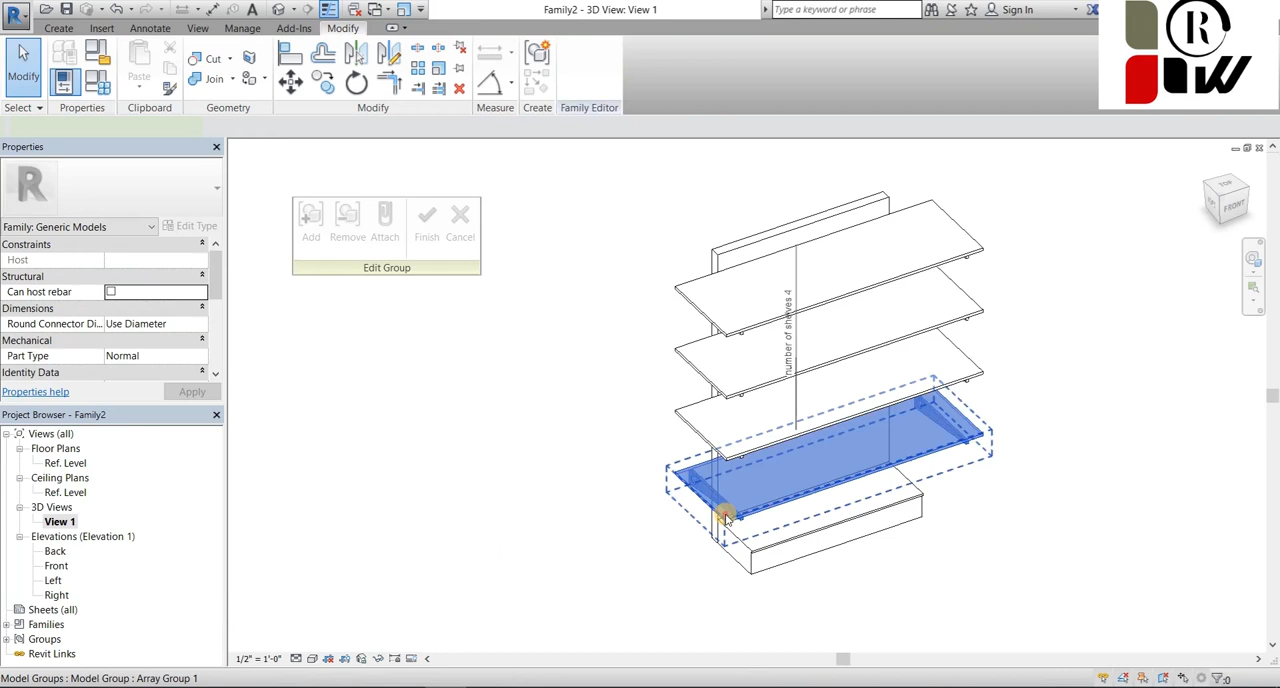 Family2 - 3D View: View 1
Type a keyword or phrase
Sign In
R W
Create Insert Annotate View Manage Add-Ins Modify
Modify
Cut
Join
Paste
Select Properties Clipboard Geometry Modify Measure Create Family Editor
Properties
Family: Generic Models
Edit Type
Constraints
Host
Structural
Can host rebar
Dimensions
Round Connector Di... Use Diameter
Mechanical
Part Type Normal
Identity Data
Properties help
Apply
Project Browser - Family2
Views (all)
Floor Plans
Ref. Level
Ceiling Plans
Ref. Level
3D Views
View 1
Elevations (Elevation 1)
Back
Front
Left
Right
Sheets (all)
Families
Groups
Revit Links
Add Remove Attach Finish Cancel
Edit Group
number of shelves 4
TOP
FRONT
1/2" = 1'-0"
Model Groups : Model Group : Array Group 1
:0